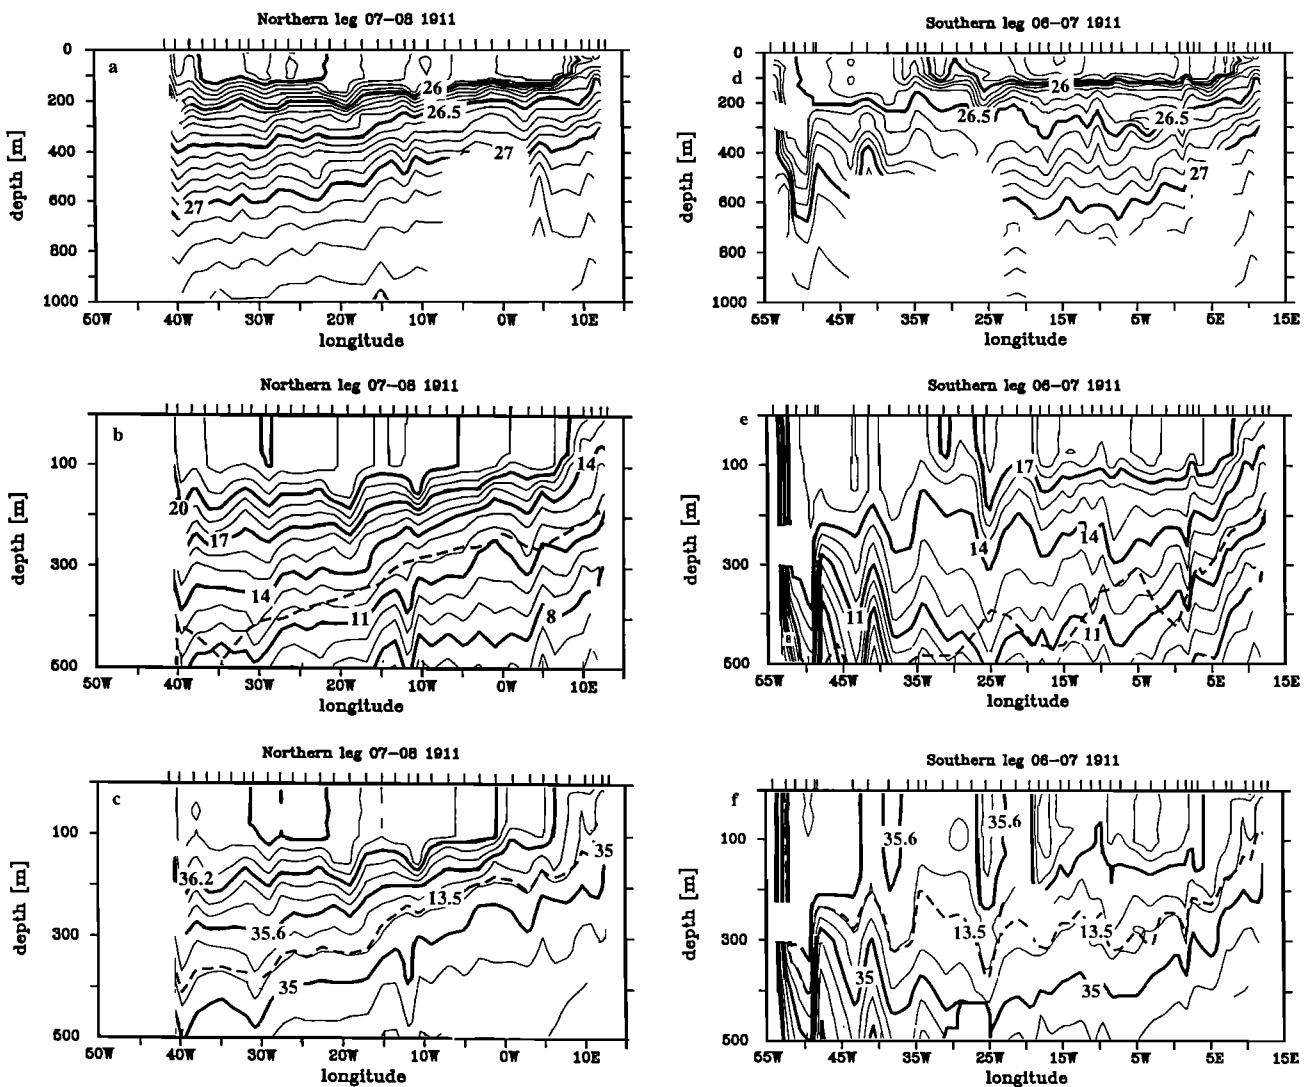 Northern leg 07-08 1911
a
0
200
400
600
800
1000
depth [m]
26
26.5
27
27
50W 40W 30W 20W 10W 0W 10E
longitude
Southern leg 06-07 1911
d
0
200
400
600
800
1000
depth [m]
26
26.5
26.5
27
55W 45W 35W 25W 15W 5W 5E 15E
longitude
Northern leg 07-08 1911
b
100
300
500
depth [m]
14
20
17
14
11
8
50W 40W 30W 20W 10W 0W 10E
longitude
Southern leg 06-07 1911
e
100
300
500
depth [m]
17
14
14
11
11
8
55W 45W 35W 25W 15W 5W 5E 15E
longitude
Northern leg 07-08 1911
c
100
300
500
depth [m]
35
36.2
13.5
35.6
35
50W 40W 30W 20W 10W 0W 10E
longitude
Southern leg 06-07 1911
f
100
300
500
depth [m]
35.6
35.6
13.5
13.5
35
35
55W 45W 35W 25W 15W 5W 5E 15E
longitude